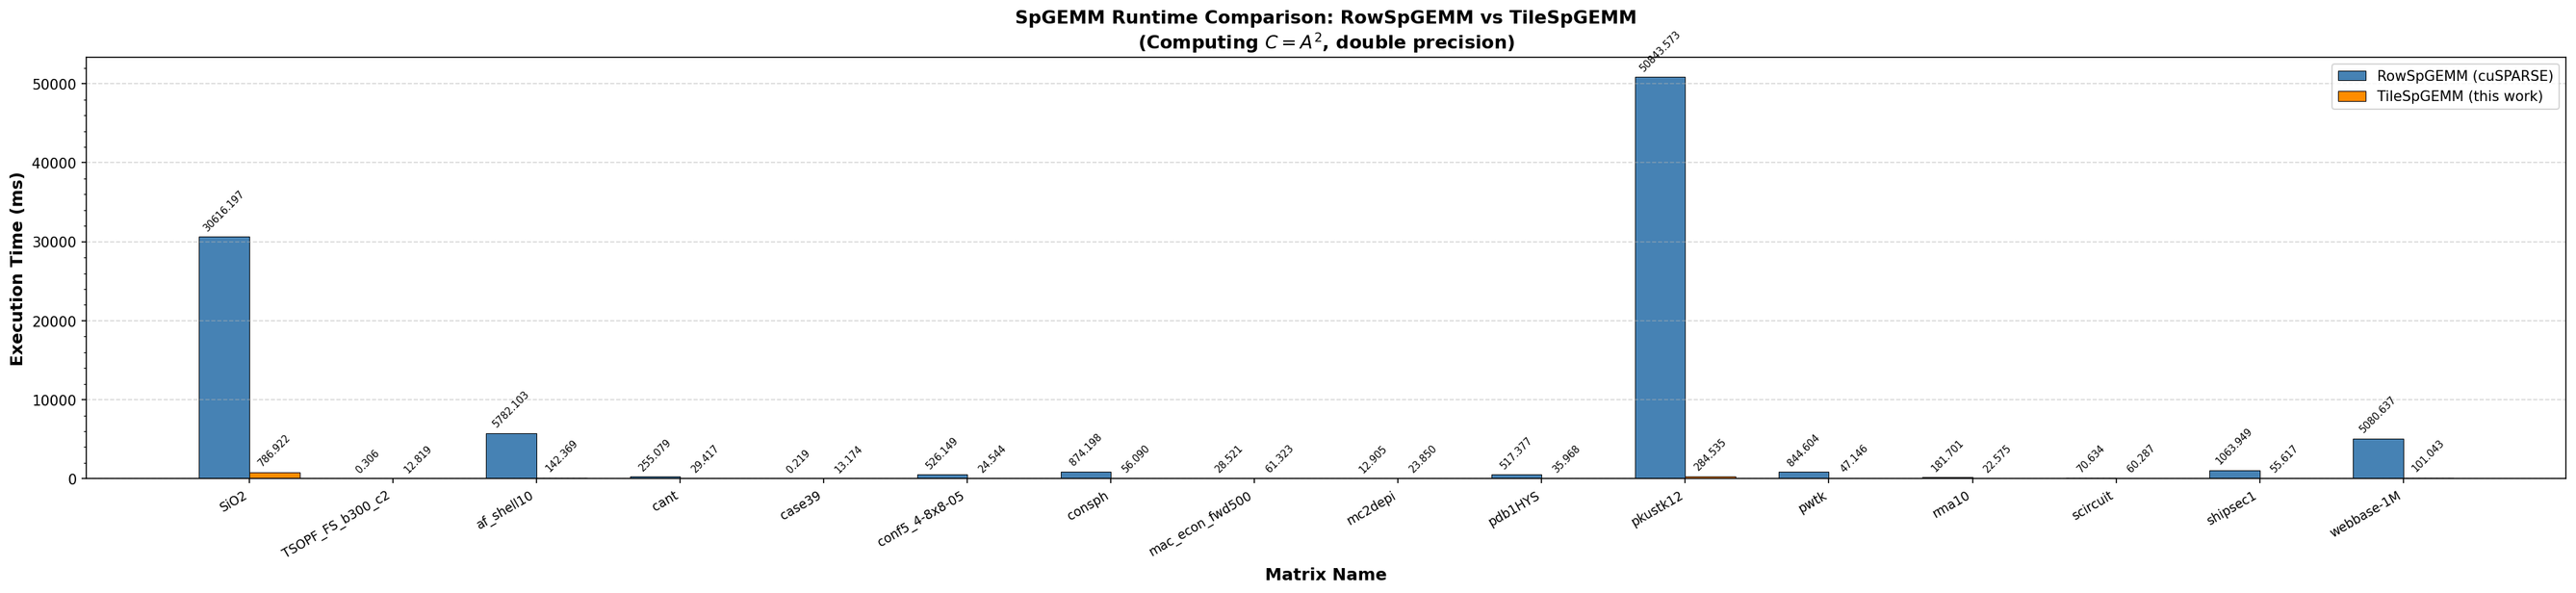 SpGEMM Runtime Comparison: RowSpGEMM vs TileSpGEMM
(Computing C = A², double precision)
Execution Time (ms)
50000
40000
30000
20000
10000
0
RowSpGEMM (cuSPARSE)
TileSpGEMM (this work)
30616.197
786.922
0.306
12.819
5782.103
142.369
255.079
29.417
0.219
13.174
526.149
24.544
874.198
56.090
28.521
61.323
12.905
23.850
517.377
35.968
50843.573
284.535
844.604
47.146
181.701
22.575
70.634
60.287
1063.949
55.617
5080.637
101.043
SiO2
TSOPF_FS_b300_c2
af_shell10
cant
case39
conf5_4-8x8-05
consph
mac_econ_fwd500
mc2depi
pdb1HYS
pkustk12
pwtk
rma10
scircuit
shipsec1
webbase-1M
Matrix Name